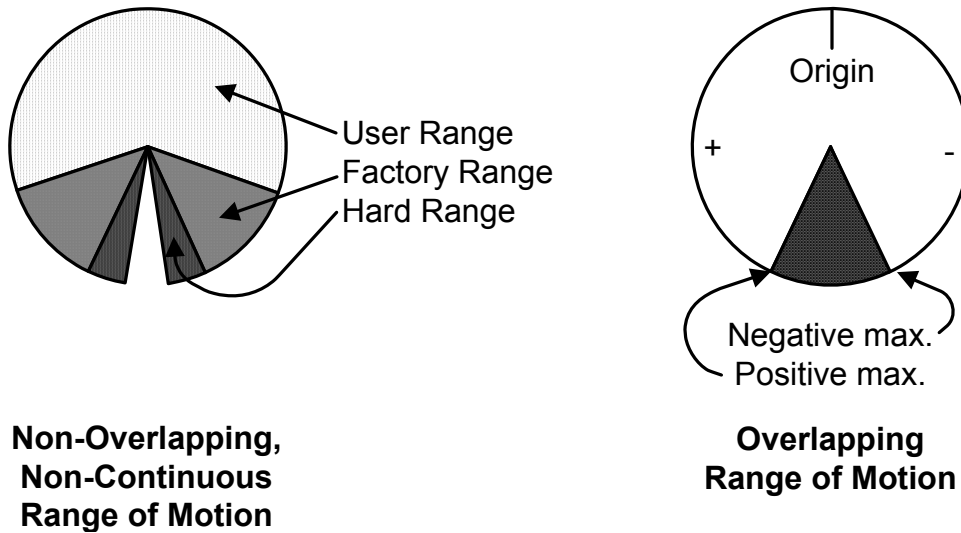 User Range
Factory Range
Hard Range
Non-Overlapping,
Non-Continuous
Range of Motion
Origin
+
-
Negative max.
Positive max.
Overlapping
Range of Motion